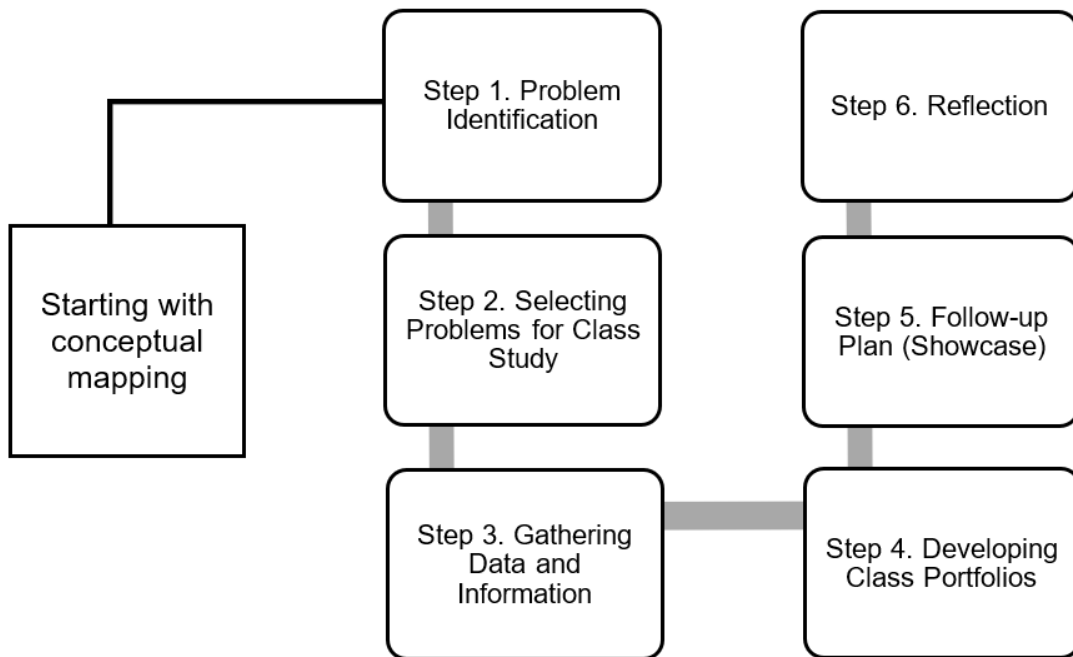 Starting with
conceptual
mapping
Step 1. Problem
Identification
Step 2. Selecting
Problems for Class
Study
Step 3. Gathering
Data and
Information
Step 4. Developing
Class Portfolios
Step 5. Follow-up
Plan (Showcase)
Step 6. Reflection